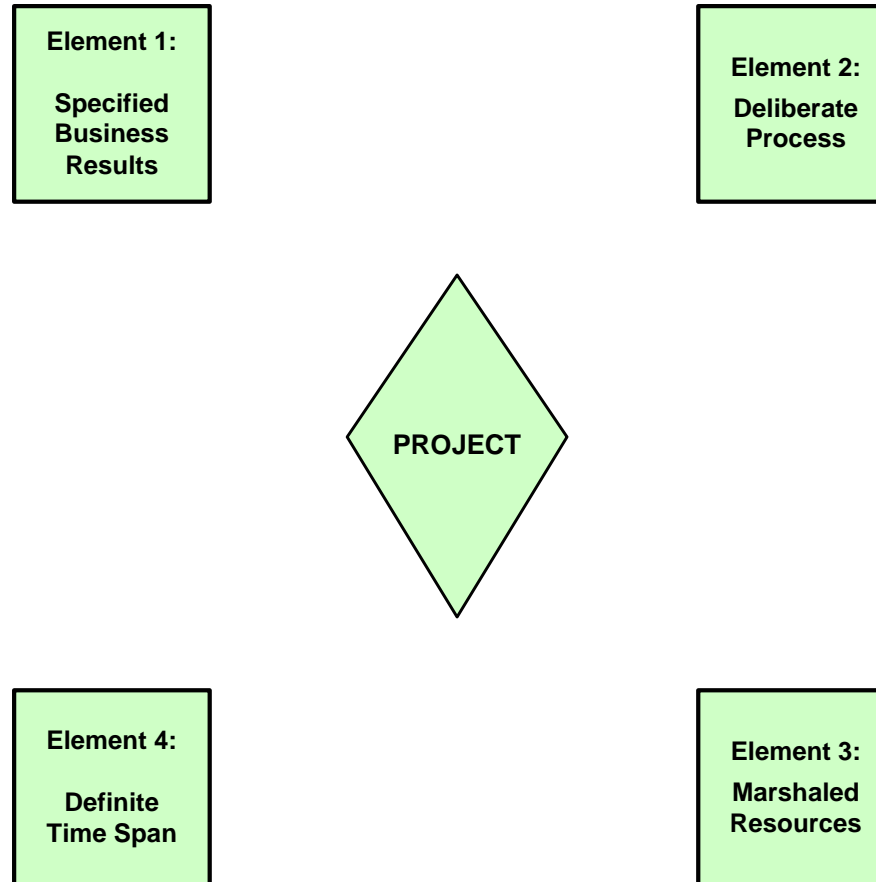 Element 1:
Specified
Business
Results
Element 2:
Deliberate
Process
PROJECT
Element 4:
Definite
Time Span
Element 3:
Marshaled
Resources